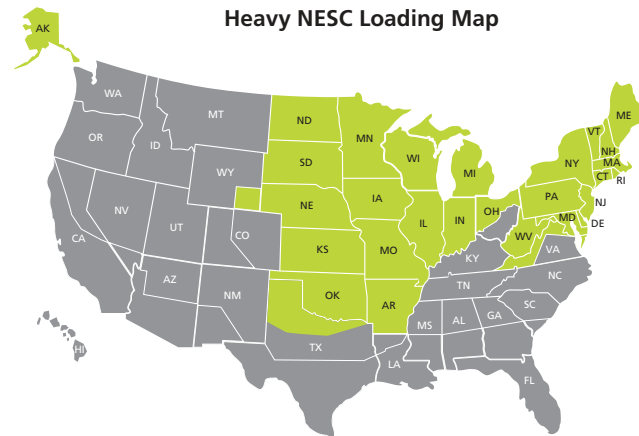 Heavy NESC Loading Map
AK
WA
MT
ND
MN
ME
VT
NH
OR
ID
WI
MA
NY
CT
RI
WY
SD
MI
PA
NJ
NE
IA
OH
MD
DE
NV
UT
CO
IL
IN
WV
CA
KS
MO
VA
KY
NC
AZ
NM
OK
AR
TN
SC
MS
AL
GA
HI
TX
LA
FL